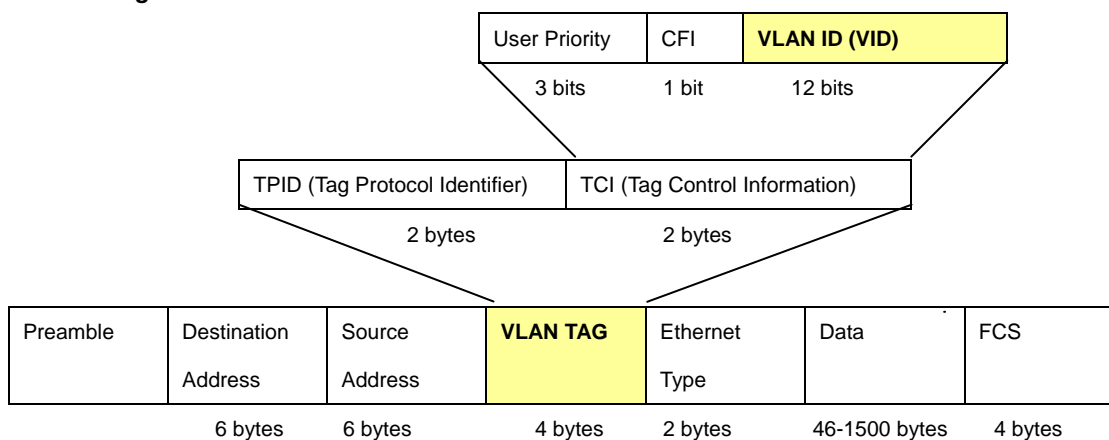 User Priority CFI VLAN ID (VID)
3 bits 1 bit 12 bits
TPID (Tag Protocol Identifier) TCI (Tag Control Information)
2 bytes 2 bytes
Preamble Destination Address Source Address VLAN TAG Ethernet Type Data FCS
6 bytes 6 bytes 4 bytes 2 bytes 46-1500 bytes 4 bytes